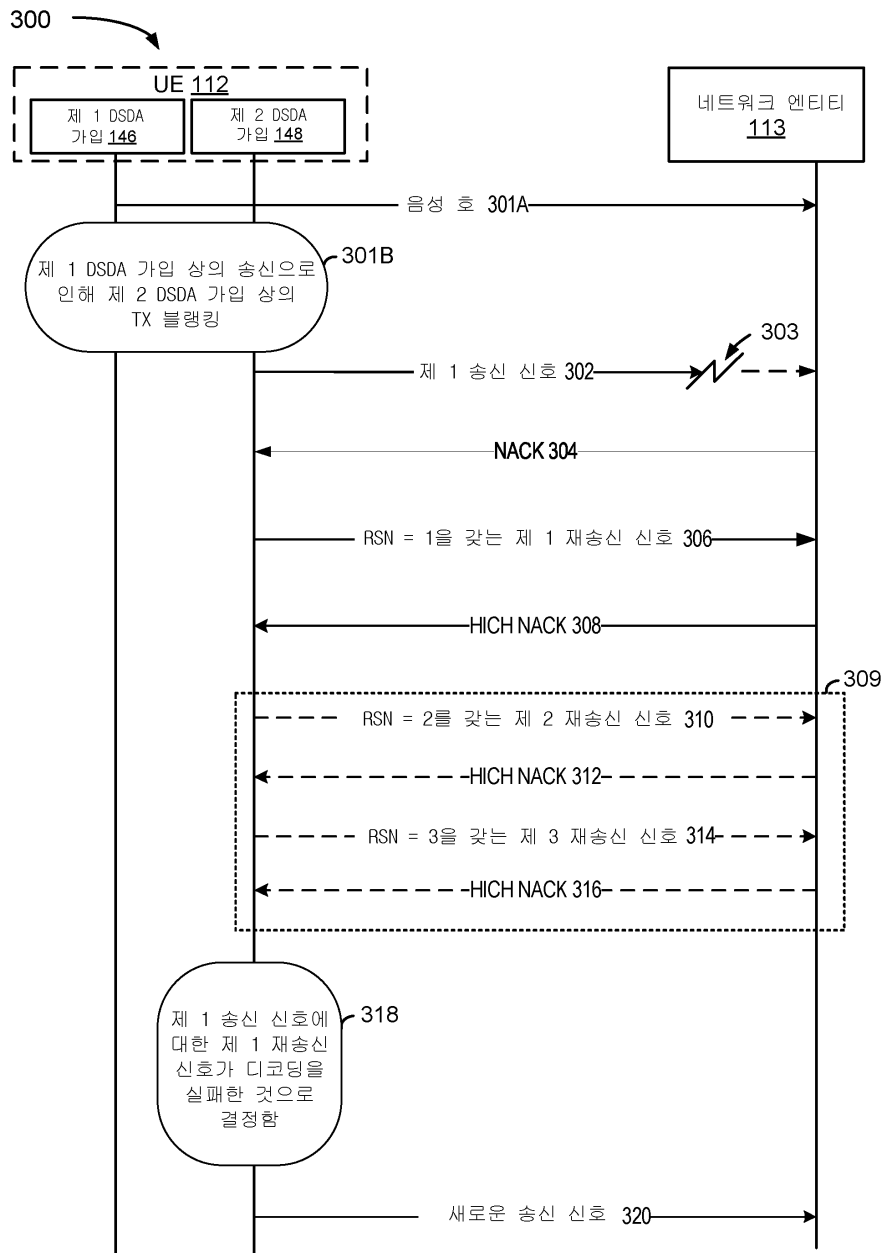 300
UE 112
제 1 DSDA
가입 146
제 2 DSDA
가입 148
네트워크 엔티티
113
음성 호 301A
301B
제 1 DSDA 가입 상의 송신으로
인해 제 2 DSDA 가입 상의
TX 블랭킹
303
제 1 송신 신호 302
NACK 304
RSN = 1을 갖는 제 1 재송신 신호 306
HICH NACK 308
309
RSN = 2를 갖는 제 2 재송신 신호 310
HICH NACK 312
RSN = 3을 갖는 제 3 재송신 신호 314
HICH NACK 316
318
제 1 송신 신호에
대한 제 1 재송신
신호가 디코딩을
실패한 것으로
결정함
새로운 송신 신호 320